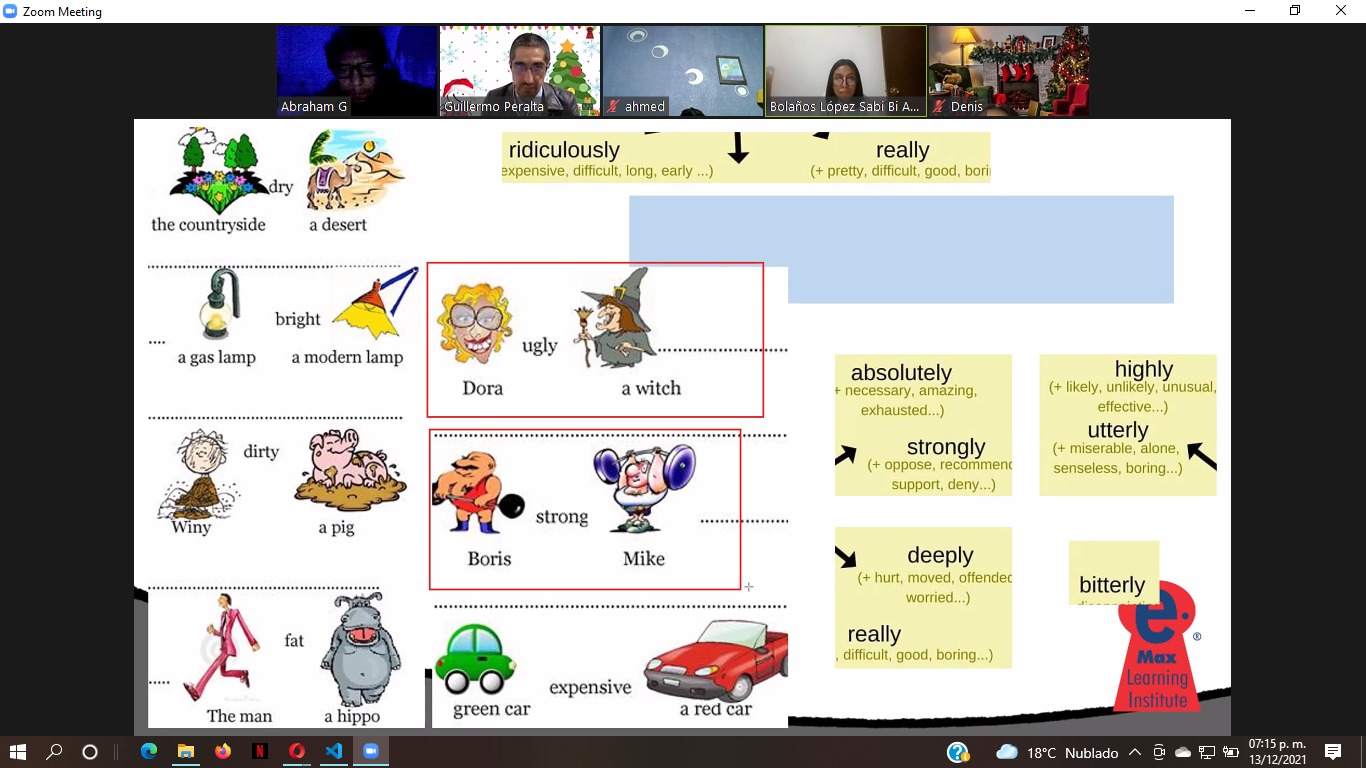 Zoom Meeting
Abraham G
Guillermo Peralta
ahmed
Bolaños López Sabi Bi A...
Denis
dry
the countryside
a desert
bright
a gas lamp
a modern lamp
dirty
Winy
a pig
fat
The man
a hippo
ugly
Dora
a witch
strong
Boris
Mike
expensive
green car
a red car
ridiculously
expensive, difficult, long, early ...)
really
(+ pretty, difficult, good, bori
absolutely
+ necessary, amazing,
exhausted...)
strongly
(+ oppose, recommend
support, deny...)
highly
(+ likely, unlikely, unusual,
effective...)
utterly
(+ miserable, alone,
senseless, boring...)
deeply
(+ hurt, moved, offended
worried...)
really
, difficult, good, boring...)
bitterly
e.
®
Max
Learning
Institute
18°C Nublado
07:15 p. m.
13/12/2021